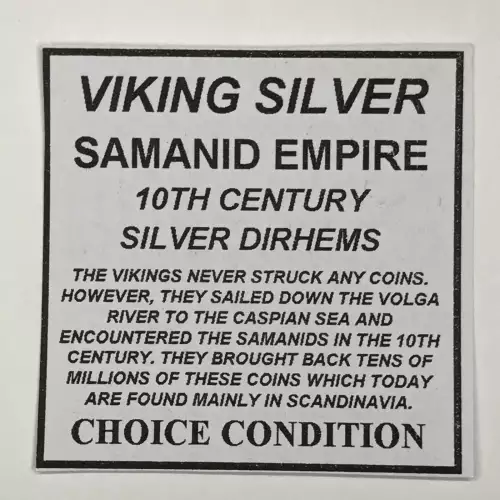 VIKING SILVER
SAMANID EMPIRE
10TH CENTURY
SILVER DIRHEMS
THE VIKINGS NEVER STRUCK ANY COINS.
HOWEVER, THEY SAILED DOWN THE VOLGA
RIVER TO THE CASPIAN SEA AND
ENCOUNTERED THE SAMANIDS IN THE 10TH
CENTURY. THEY BROUGHT BACK TENS OF
MILLIONS OF THESE COINS WHICH TODAY
ARE FOUND MAINLY IN SCANDINAVIA.
CHOICE CONDITION